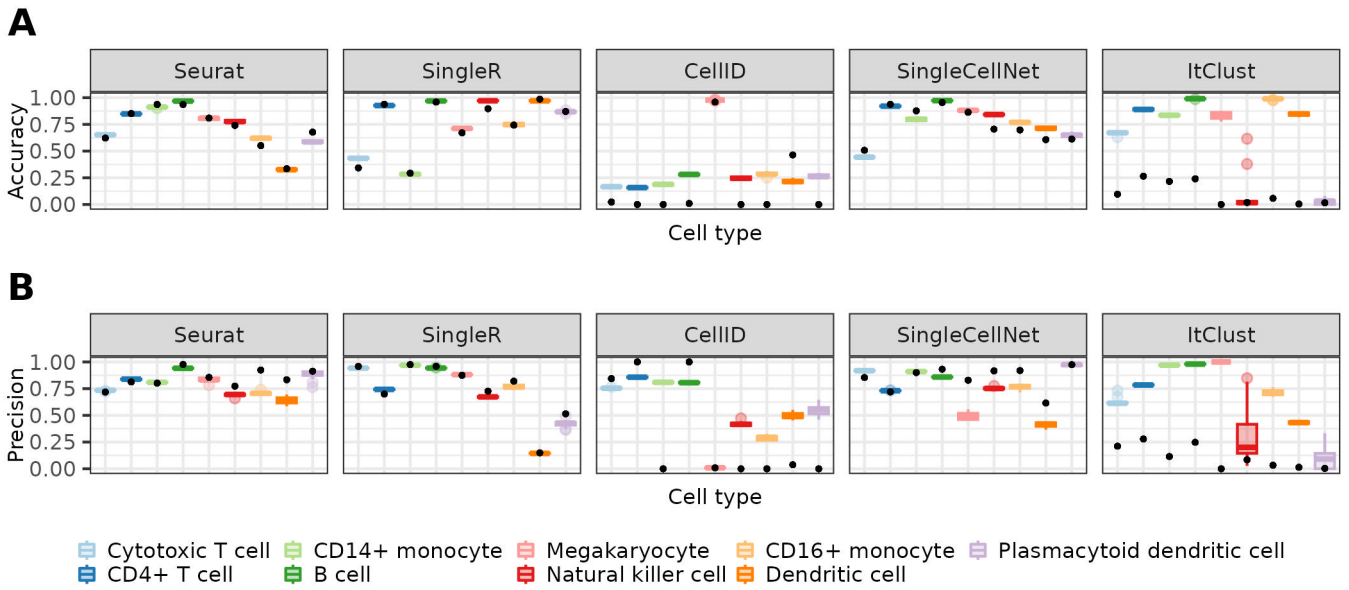 A
Seurat SingleR CellID SingleCellNet ItClust
Accuracy
1.00
0.75
0.50
0.25
0.00
Cell type
B
Seurat SingleR CellID SingleCellNet ItClust
Precision
1.00
0.75
0.50
0.25
0.00
Cell type
Cytotoxic T cell CD14+ monocyte Megakaryocyte CD16+ monocyte Plasmacytoid dendritic cell
CD4+ T cell B cell Natural killer cell Dendritic cell